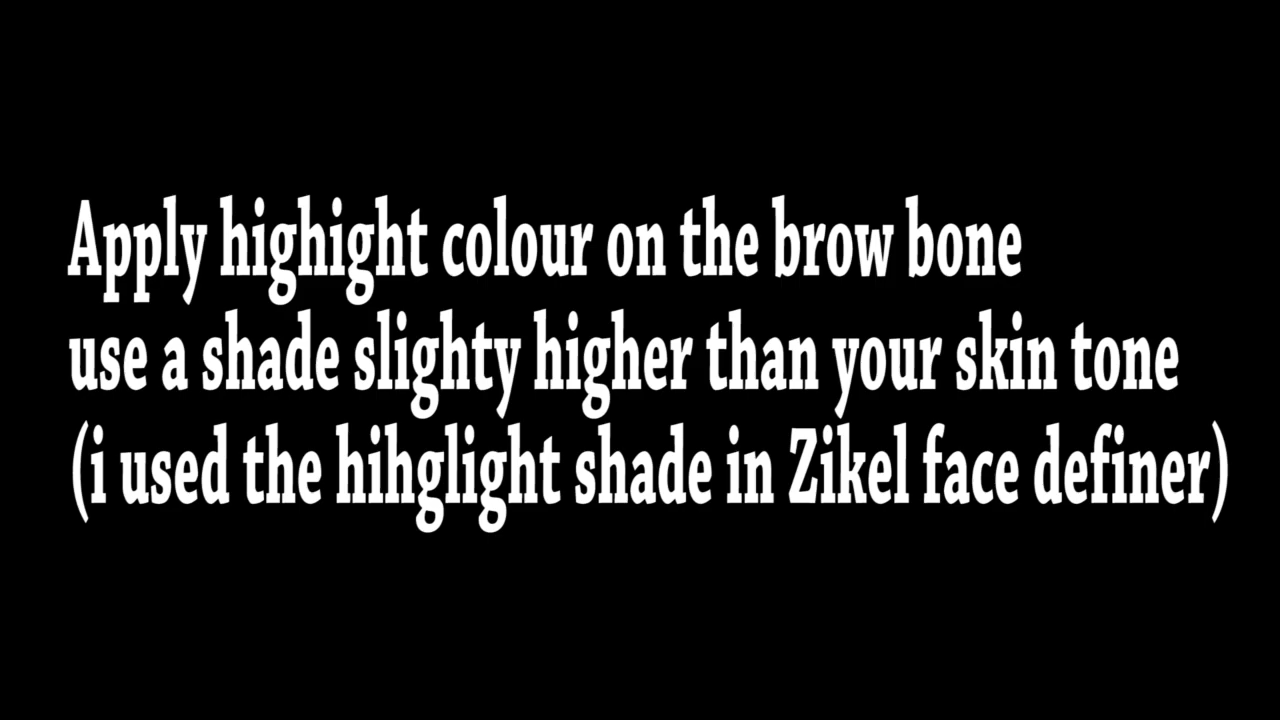 Apply highight colour on the brow bone
use a shade slighty higher than your skin tone
(i used the hihglight shade in Zikel face definer)